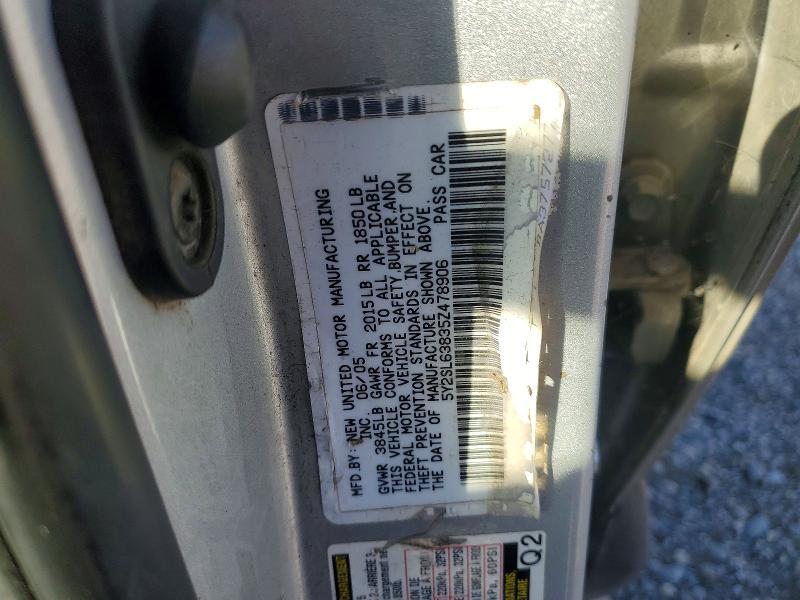 MFD BY: NEW UNITED MOTOR MANUFACTURING
INC. 06/05
GVWR 3845LB GAWR FR 2015LB RR 1850LB
THIS VEHICLE CONFORMS TO ALL APPLICABLE
FEDERAL MOTOR VEHICLE SAFETY,BUMPER,AND
THEFT PREVENTION STANDARDS IN EFFECT ON
THE DATE OF MANUFACTURE SHOWN ABOVE.
5Y2SL63835Z478906 PASS CAR
Q2